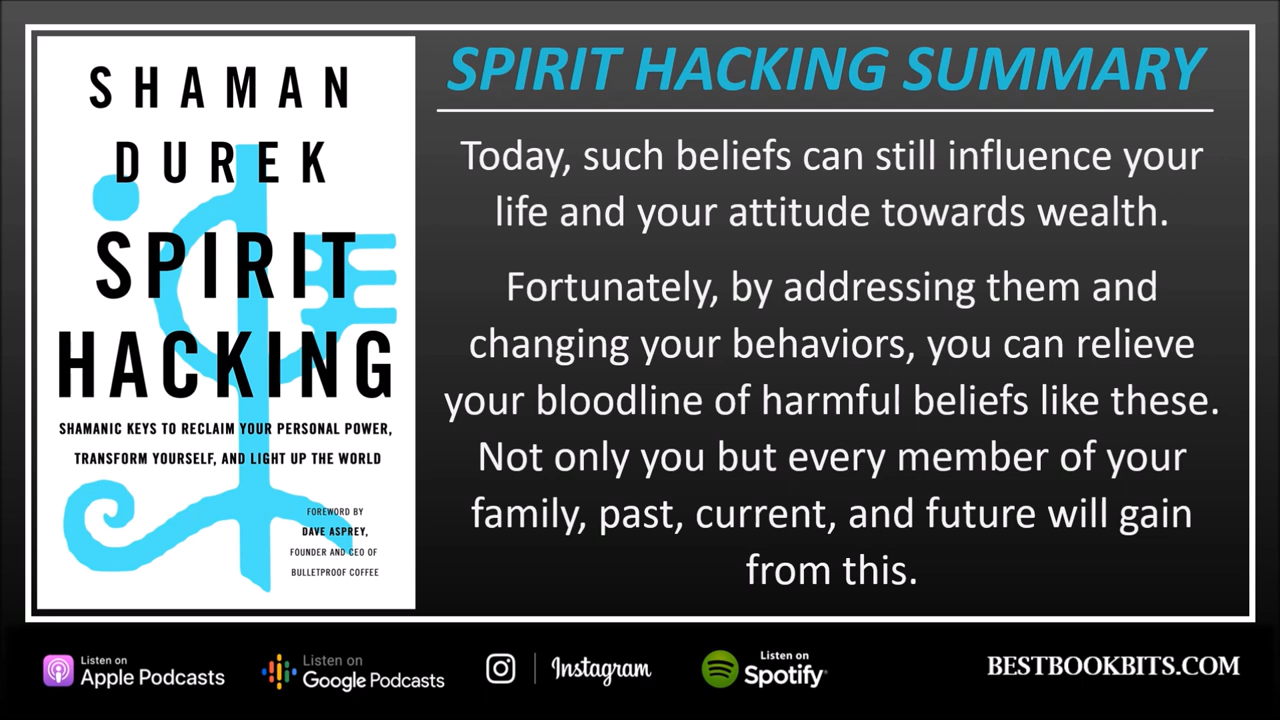 SHAMAN
DUREK
SPIRIT
HACKING
SHAMANIC KEYS TO RECLAIM YOUR PERSONAL POWER,
TRANSFORM YOURSELF, AND LIGHT UP THE WORLD
FOREWORD BY
DAVE ASPREY,
FOUNDER AND CEO OF
BULLETPROOF COFFEE
SPIRIT HACKING SUMMARY
Today, such beliefs can still influence your
life and your attitude towards wealth.
Fortunately, by addressing them and
changing your behaviors, you can relieve
your bloodline of harmful beliefs like these.
Not only you but every member of your
family, past, current, and future will gain
from this.
Listen on
Apple Podcasts
Listen on
Google Podcasts
Instagram
Listen on
Spotify
BESTBOOKBITS.COM